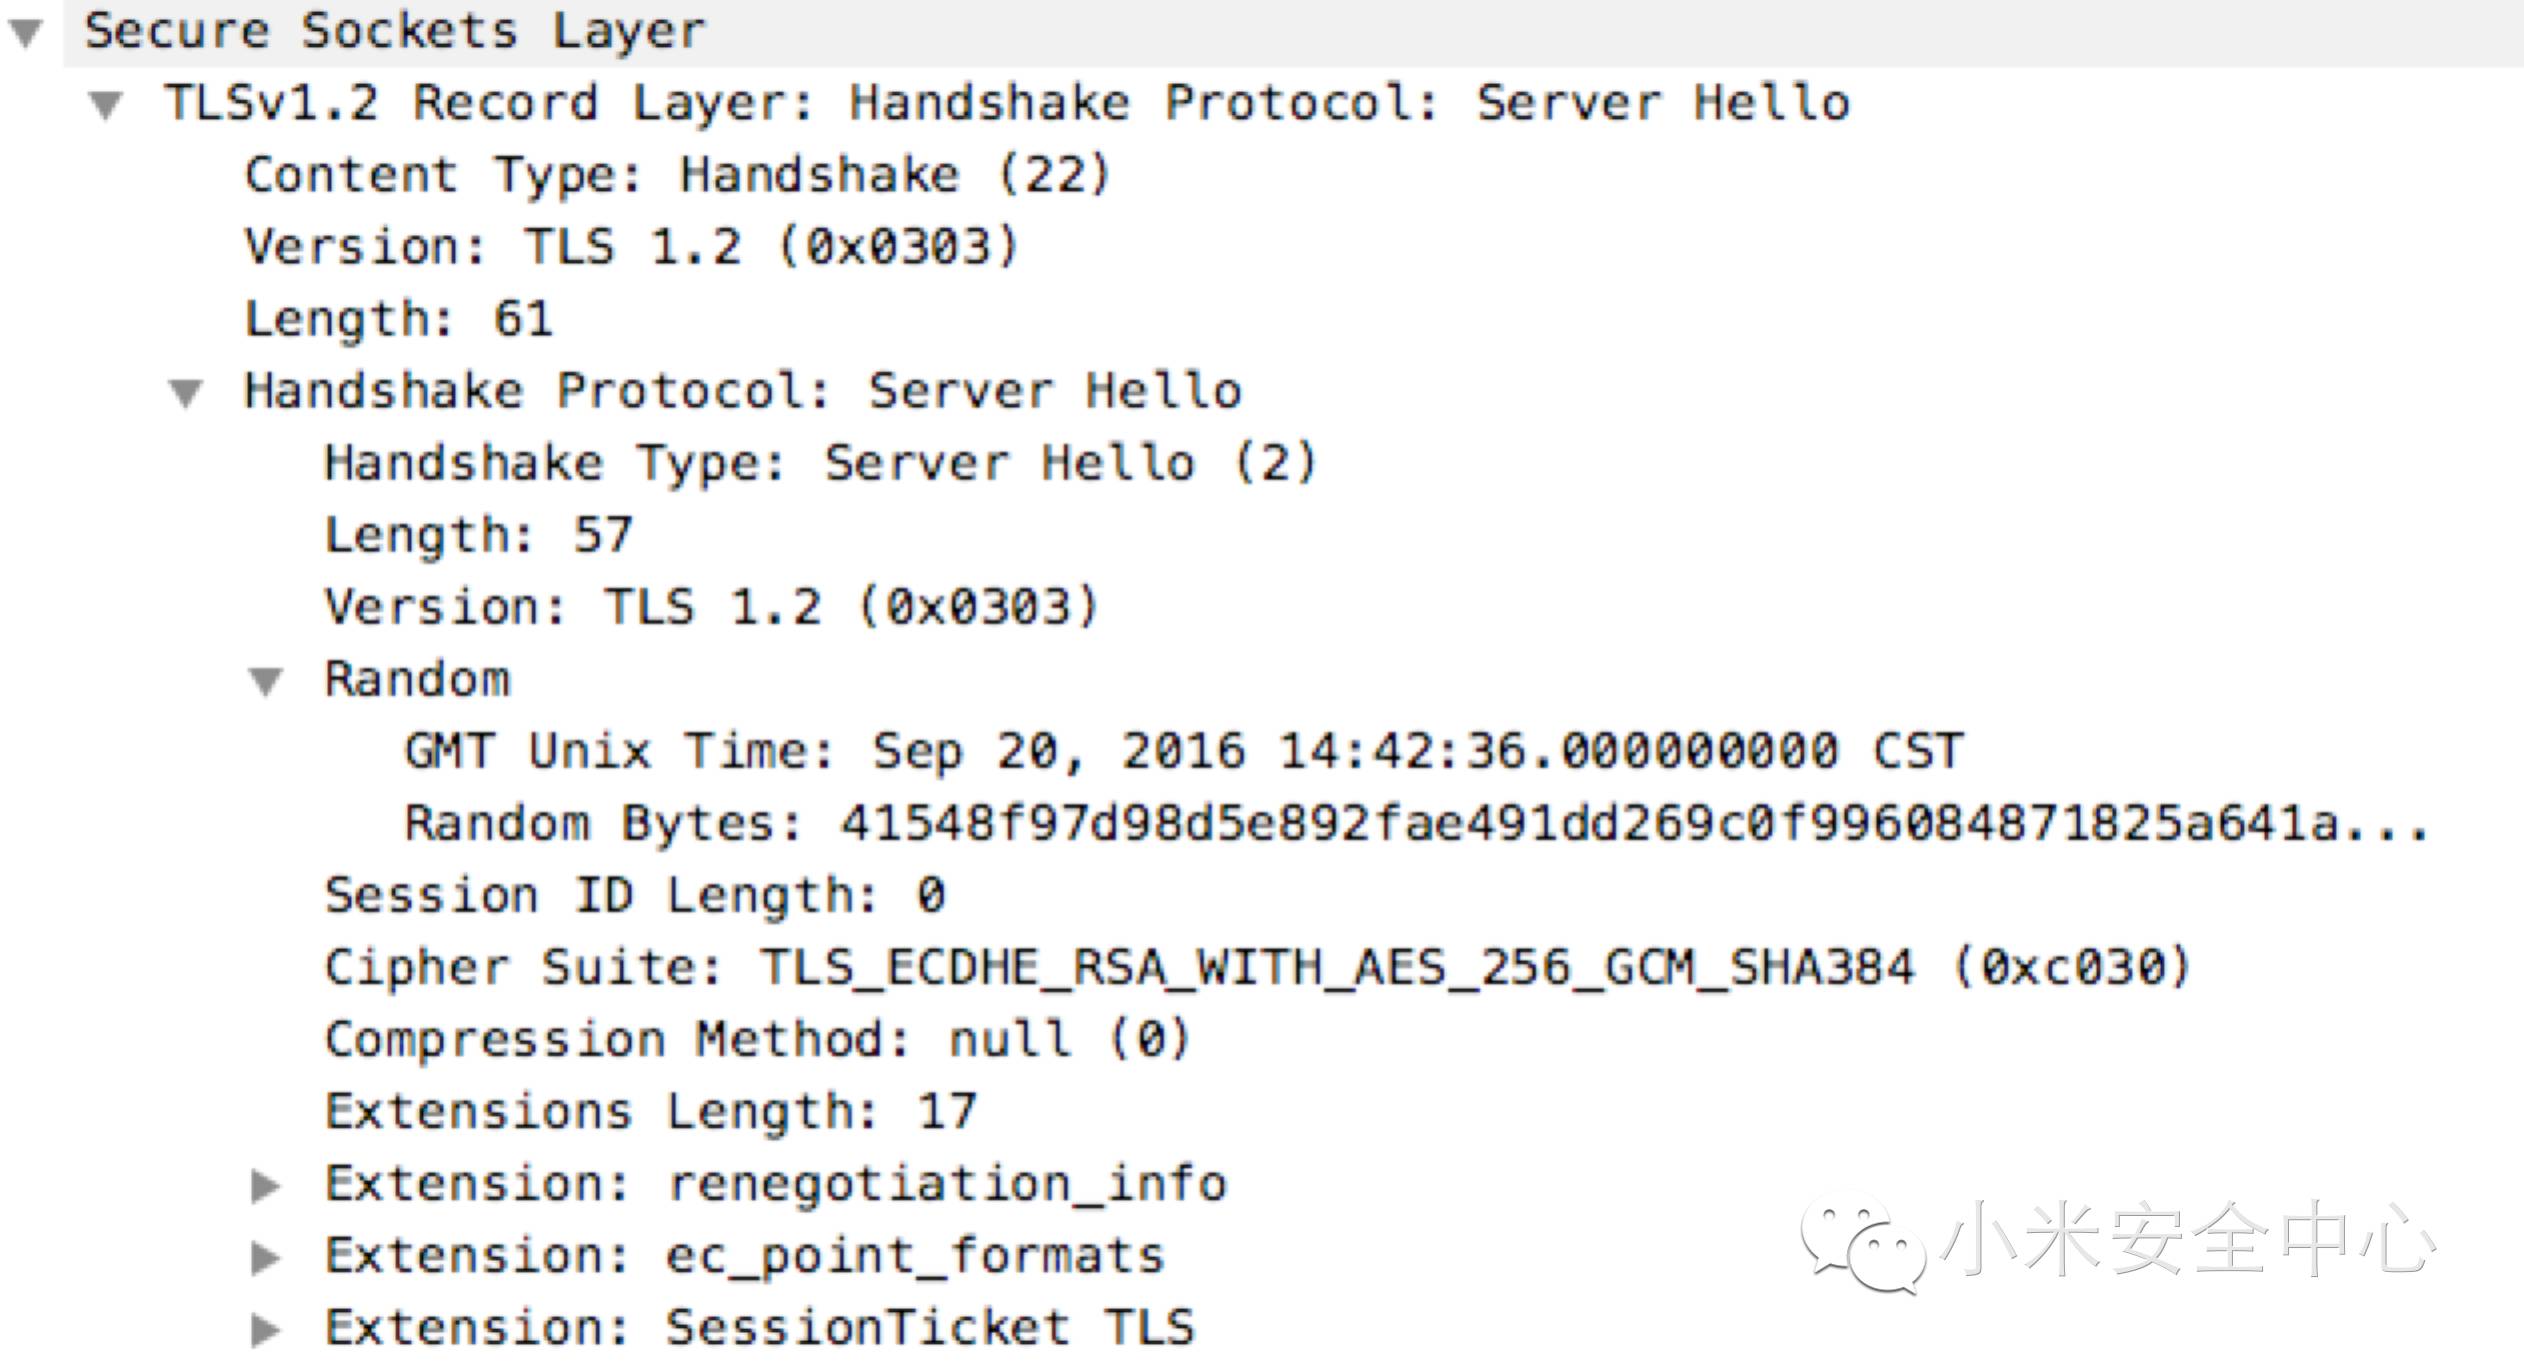 Secure Sockets Layer
TLSv1.2 Record Layer: Handshake Protocol: Server Hello
Content Type: Handshake (22)
Version: TLS 1.2 (0x0303)
Length: 61
Handshake Protocol: Server Hello
Handshake Type: Server Hello (2)
Length: 57
Version: TLS 1.2 (0x0303)
Random
GMT Unix Time: Sep 20, 2016 14:42:36.000000000 CST
Random Bytes: 41548f97d98d5e892fae491dd269c0f996084871825a641a...
Session ID Length: 0
Cipher Suite: TLS_ECDHE_RSA_WITH_AES_256_GCM_SHA384 (0xc030)
Compression Method: null (0)
Extensions Length: 17
Extension: renegotiation_info
Extension: ec_point_formats
Extension: SessionTicket TLS
小米安全中心